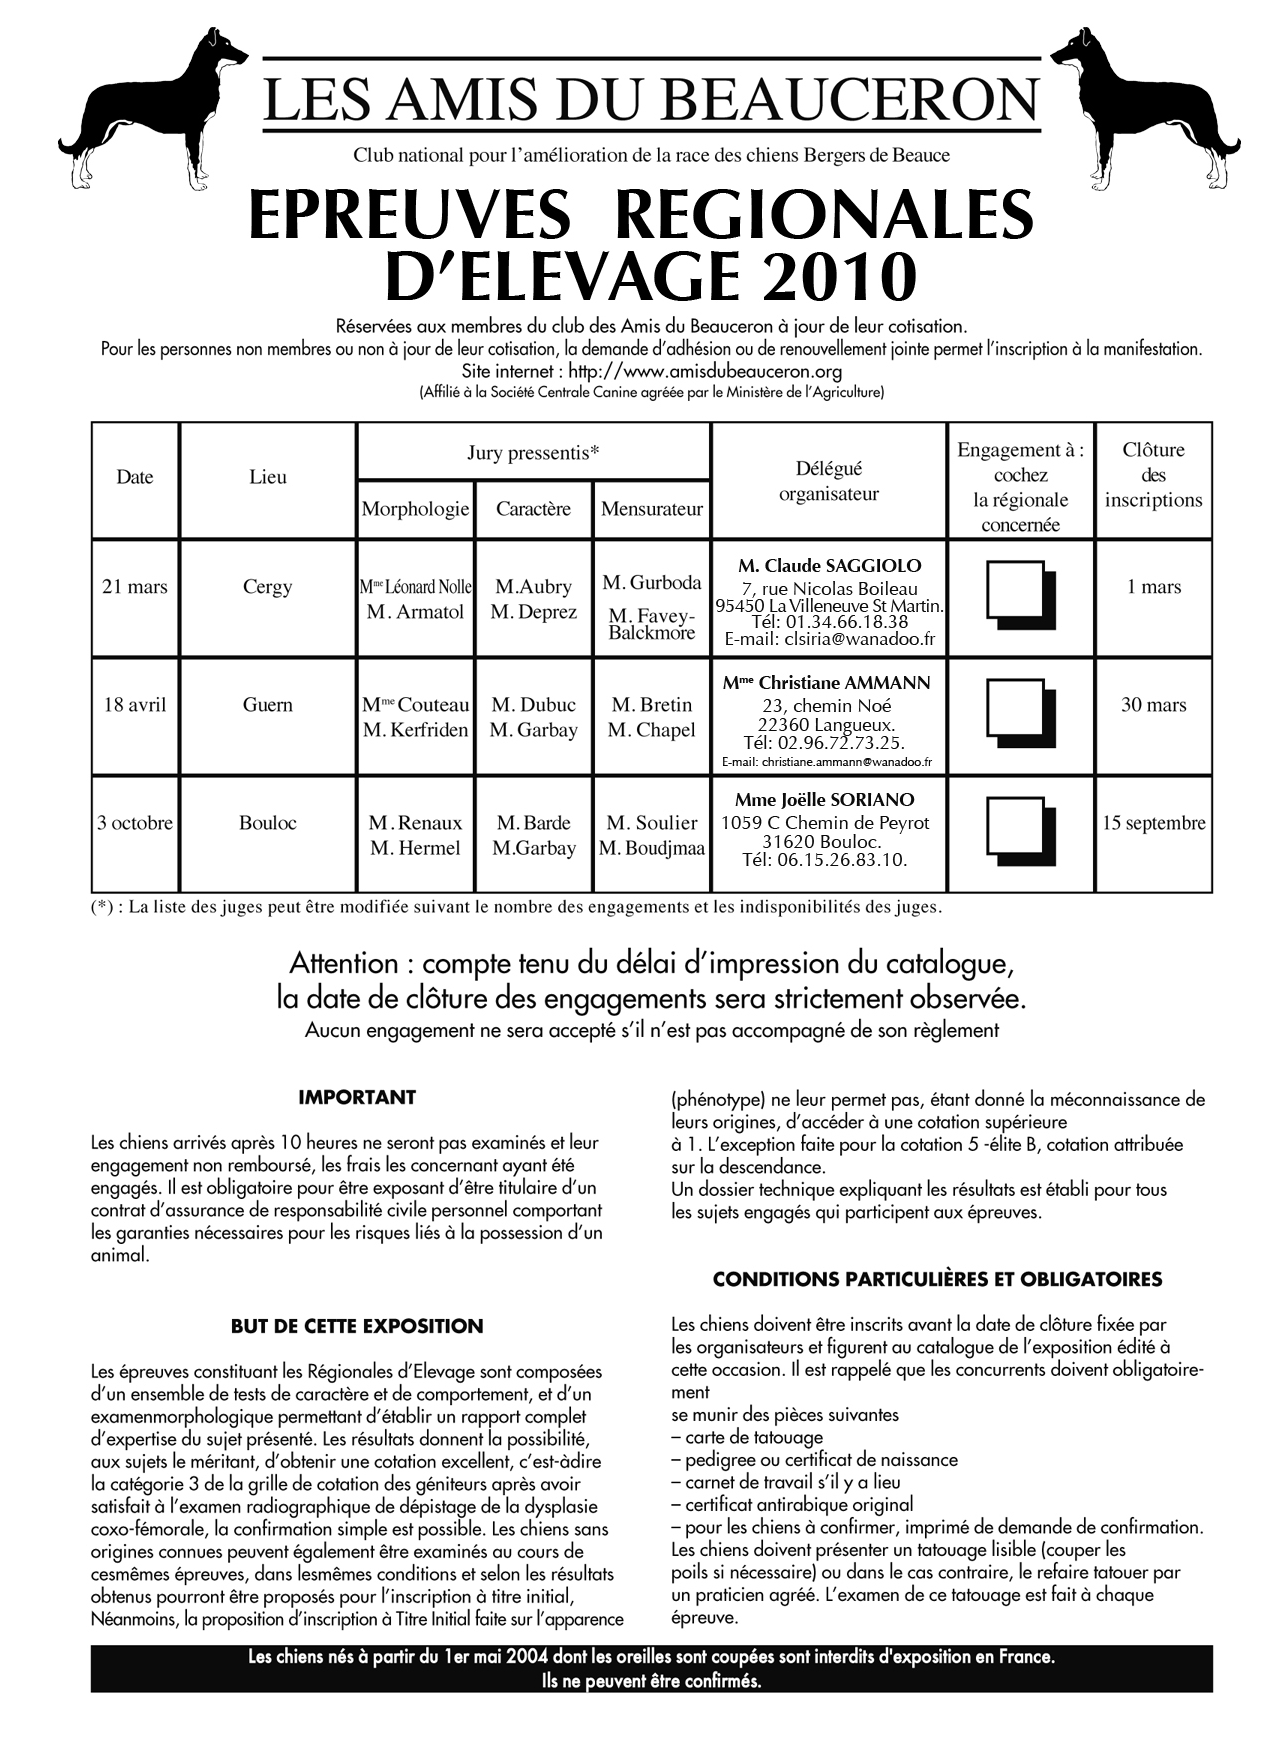 LES AMIS DU BEAUCERON
Club national pour l'amélioration de la race des chiens Bergers de Beauce
EPREUVES REGIONALES
D'ELEVAGE 2010
Réservées aux membres du club des Amis du Beauceron à jour de leur cotisation.
Pour les personnes non membres ou non à jour de leur cotisation, la demande d'adhésion ou de renouvellement jointe permet l'inscription à la manifestation.
Site internet : http://www.amisdubeauceron.org
(Affilié à la Société Centrale Canine agréée par le Ministère de l'Agriculture)
Date
Lieu
Jury pressentis*
Morphologie
Caractère
Mensurateur
Délégué
organisateur
Engagement à :
cochez
la régionale
concernée
Clôture
des
inscriptions
21 mars
Cergy
Mme Léonard Nolle
M. Armatol
M.Aubry
M. Deprez
M. Gurboda
M. Favey-
Balckmore
M. Claude SAGGIOLO
7, rue Nicolas Boileau
95450 La Villeneuve St Martin.
Tél: 01.34.66.18.38
E-mail: clsiria@wanadoo.fr
1 mars
18 avril
Guern
Mme Couteau
M. Kerfriden
M. Dubuc
M. Garbay
M. Bretin
M. Chapel
Mme Christiane AMMANN
23, chemin Noé
22360 Langueux.
Tél: 02.96.72.73.25.
E-mail: christiane.ammann@wanadoo.fr
30 mars
3 octobre
Bouloc
M. Renaux
M. Hermel
M. Barde
M.Garbay
M. Soulier
M. Boudjmaa
Mme Joëlle SORIANO
1059 C Chemin de Peyrot
31620 Bouloc.
Tél: 06.15.26.83.10.
15 septembre
(*) : La liste des juges peut être modifiée suivant le nombre des engagements et les indisponibilités des juges.
Attention : compte tenu du délai d'impression du catalogue,
la date de clôture des engagements sera strictement observée.
Aucun engagement ne sera accepté s'il n'est pas accompagné de son règlement
IMPORTANT
Les chiens arrivés après 10 heures ne seront pas examinés et leur
engagement non remboursé, les frais les concernant ayant été
engagés. Il est obligatoire pour être exposant d'être titulaire d'un
contrat d'assurance de responsabilité civile personnel comportant
les garanties nécessaires pour les risques liés à la possession d'un
animal.
BUT DE CETTE EXPOSITION
Les épreuves constituant les Régionales d'Elevage sont composées
d'un ensemble de tests de caractère et de comportement, et d'un
examenmorphologique permettant d'établir un rapport complet
d'expertise du sujet présenté. Les résultats donnent la possibilité,
aux sujets le méritant, d'obtenir une cotation excellent, c'est-àdire
la catégorie 3 de la grille de cotation des géniteurs après avoir
satisfait à l'examen radiographique de dépistage de la dysplasie
coxo-fémorale, la confirmation simple est possible. Les chiens sans
origines connues peuvent également être examinés au cours de
cesmêmes épreuves, dans lesmêmes conditions et selon les résultats
obtenus pourront être proposés pour l'inscription à titre initial,
Néanmoins, la proposition d'inscription à Titre Initial faite sur l'apparence
(phénotype) ne leur permet pas, étant donné la méconnaissance de
leurs origines, d'accéder à une cotation supérieure
à 1. L'exception faite pour la cotation 5 -élite B, cotation attribuée
sur la descendance.
Un dossier technique expliquant les résultats est établi pour tous
les sujets engagés qui participent aux épreuves.
CONDITIONS PARTICULIÈRES ET OBLIGATOIRES
Les chiens doivent être inscrits avant la date de clôture fixée par
les organisateurs et figurent au catalogue de l'exposition édité à
cette occasion. Il est rappelé que les concurrents doivent obligatoire-
ment
se munir des pièces suivantes
– carte de tatouage
– pedigree ou certificat de naissance
– carnet de travail s'il y a lieu
– certificat antirabique original
– pour les chiens à confirmer, imprimé de demande de confirmation.
Les chiens doivent présenter un tatouage lisible (couper les
poils si nécessaire) ou dans le cas contraire, le refaire tatouer par
un praticien agréé. L'examen de ce tatouage est fait à chaque
épreuve.
Les chiens nés à partir du 1er mai 2004 dont les oreilles sont coupées sont interdits d'exposition en France.
Ils ne peuvent être confirmés.